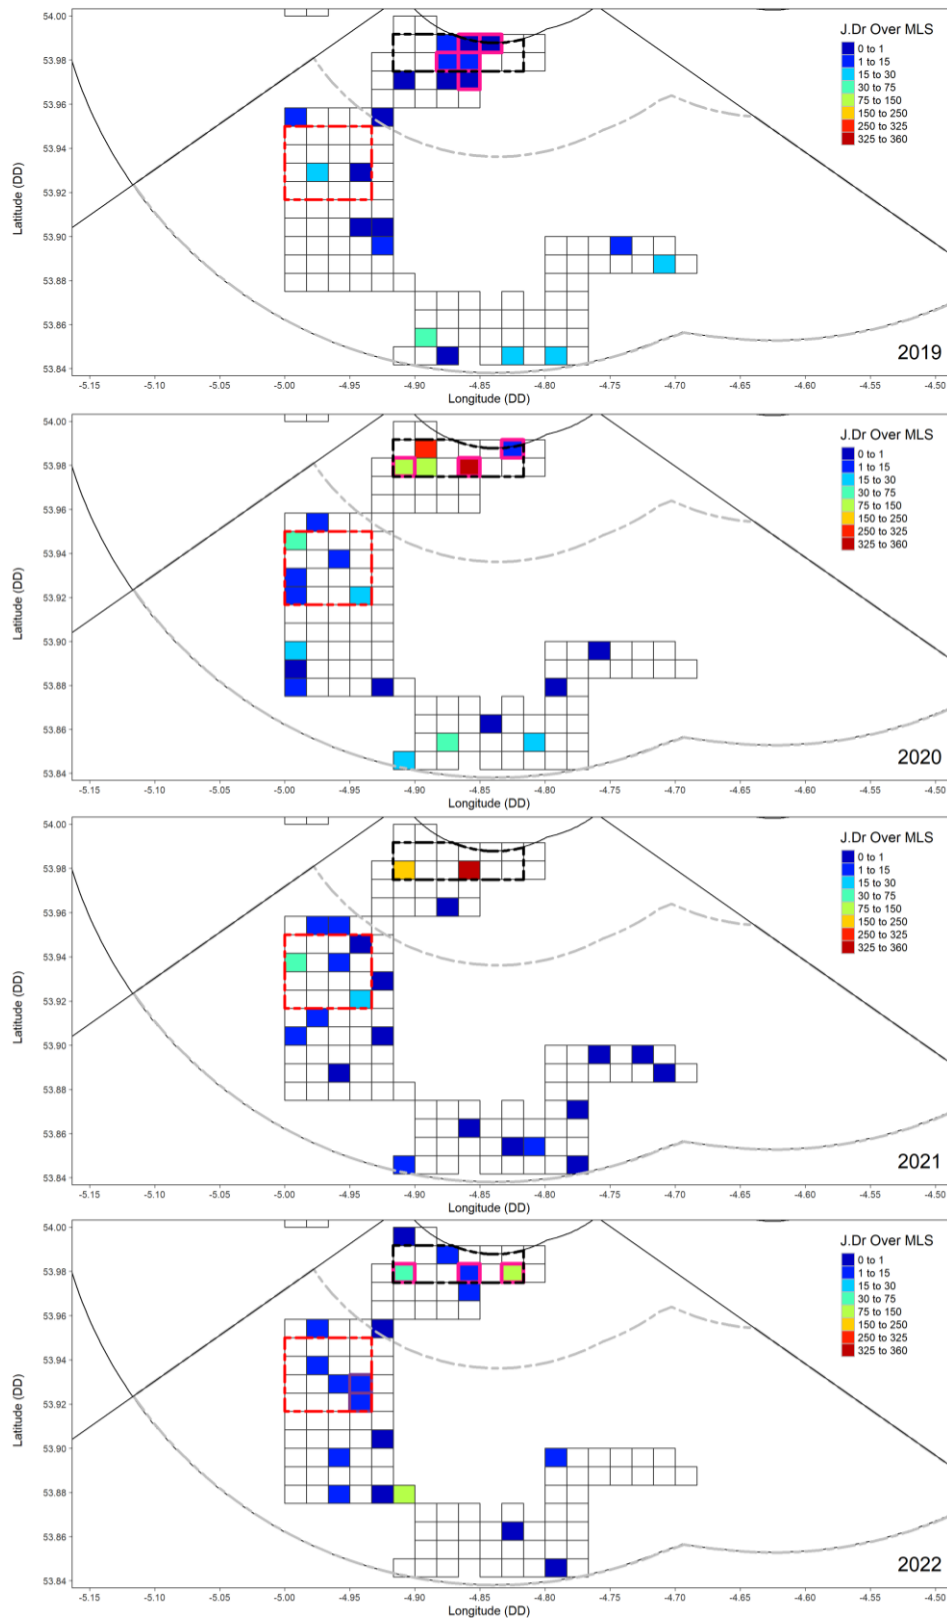 J.Dr Over MLS
0 to 1
1 to 15
15 to 30
30 to 75
75 to 150
150 to 250
250 to 325
325 to 360
54.00
53.98
53.96
53.94
53.92
53.90
53.88
53.86
53.84
Latitude (DD)
2019
-5.15 -5.10 -5.05 -5.00 -4.95 -4.90 -4.85 -4.80 -4.75 -4.70 -4.65 -4.60 -4.55 -4.50
Longitude (DD)
J.Dr Over MLS
0 to 1
1 to 15
15 to 30
30 to 75
75 to 150
150 to 250
250 to 325
325 to 360
54.00
53.98
53.96
53.94
53.92
53.90
53.88
53.86
53.84
Latitude (DD)
2020
-5.15 -5.10 -5.05 -5.00 -4.95 -4.90 -4.85 -4.80 -4.75 -4.70 -4.65 -4.60 -4.55 -4.50
Longitude (DD)
J.Dr Over MLS
0 to 1
1 to 15
15 to 30
30 to 75
75 to 150
150 to 250
250 to 325
325 to 360
54.00
53.98
53.96
53.94
53.92
53.90
53.88
53.86
53.84
Latitude (DD)
2021
-5.15 -5.10 -5.05 -5.00 -4.95 -4.90 -4.85 -4.80 -4.75 -4.70 -4.65 -4.60 -4.55 -4.50
Longitude (DD)
J.Dr Over MLS
0 to 1
1 to 15
15 to 30
30 to 75
75 to 150
150 to 250
250 to 325
325 to 360
54.00
53.98
53.96
53.94
53.92
53.90
53.88
53.86
53.84
Latitude (DD)
2022
-5.15 -5.10 -5.05 -5.00 -4.95 -4.90 -4.85 -4.80 -4.75 -4.70 -4.65 -4.60 -4.55 -4.50
Longitude (DD)